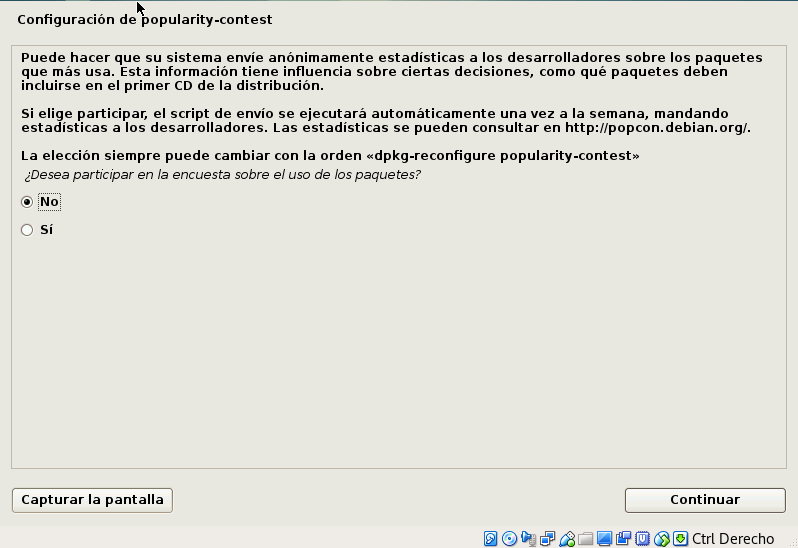 Configuración de popularity-contest
Puede hacer que su sistema envíe anónimamente estadísticas a los desarrolladores sobre los paquetes
que más usa. Esta información tiene influencia sobre ciertas decisiones, como qué paquetes deben
incluirse en el primer CD de la distribución.
Si elige participar, el script de envío se ejecutará automáticamente una vez a la semana, mandando
estadísticas a los desarrolladores. Las estadísticas se pueden consultar en http://popcon.debian.org/.
La elección siempre puede cambiar con la orden «dpkg-reconfigure popularity-contest»
¿Desea participar en la encuesta sobre el uso de los paquetes?
No
Sí
Capturar la pantalla
Continuar
Ctrl Derecho